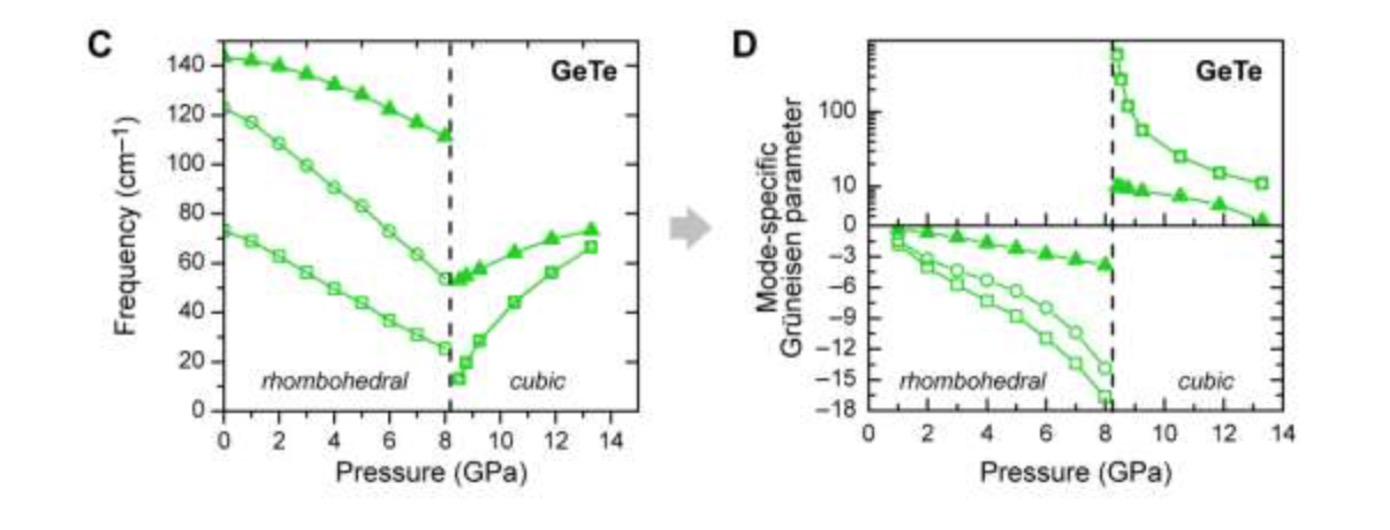 C
GeTe
140
120
100
80
60
40
20
0
Frequency (cm−1)
rhombohedral
cubic
0 2 4 6 8 10 12 14
Pressure (GPa)
D
GeTe
100
10
0
−3
−6
−9
−12
−15
−18
Mode-specific
Grüneisen parameter
rhombohedral
cubic
0 2 4 6 8 10 12 14
Pressure (GPa)